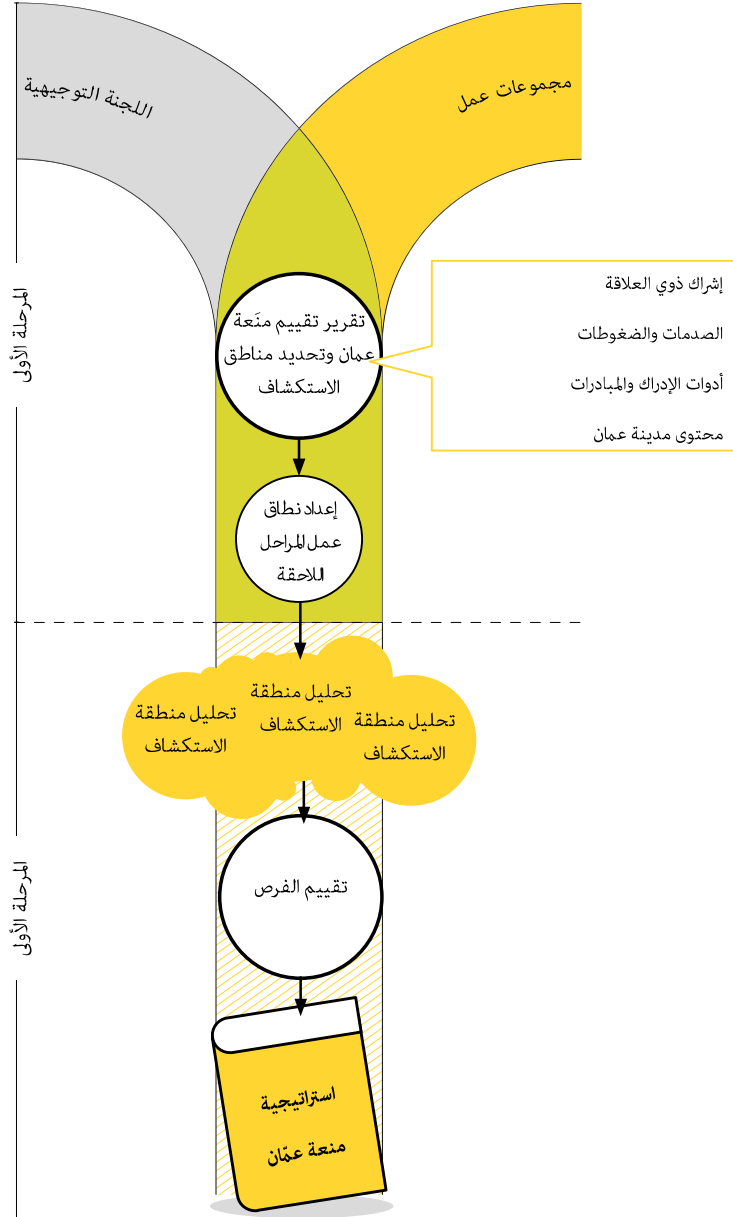 مجموعات عمل
اللجنة التوجيهية
المرحلة الأولى
إشراك ذوي العلاقة
الصدمات والضغوطات
أدوات الإدراك والمبادرات
محتوى مدينة عمان
تقرير تقييم منَعة
عمان وتحديد مناطق
الاستكشاف
إعداد نطاق
عمل المراحل
اللاحقة
تحليل منطقة
الاستكشاف
تحليل منطقة
الاستكشاف
تحليل منطقة
الاستكشاف
المرحلة الأولى
تقييم الفرص
استراتيجية
منعة عمّان